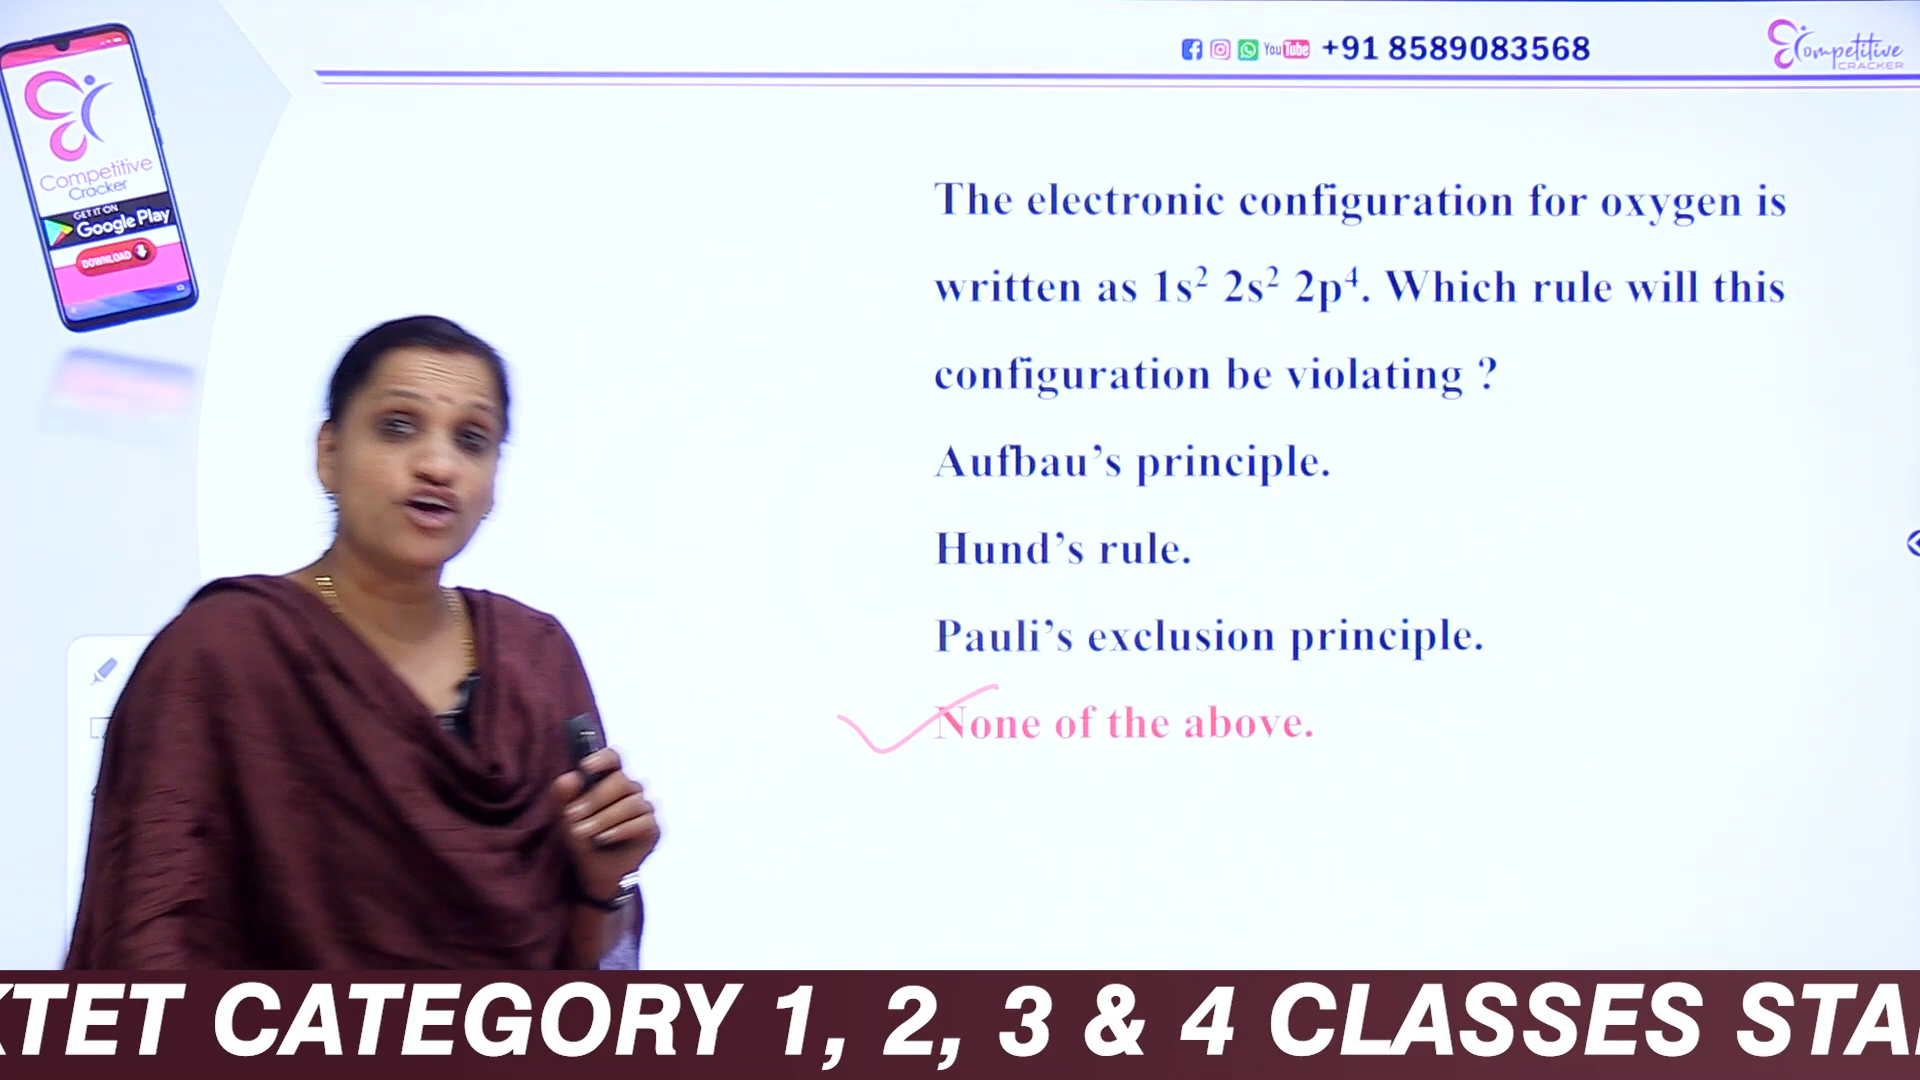 YouTube +91 8589083568
Competitive
CRACKER
Competitive
Cracker
GET IT ON
Google Play
DOWNLOAD
The electronic configuration for oxygen is
written as 1s² 2s² 2p⁴. Which rule will this
configuration be violating ?
Aufbau’s principle.
Hund’s rule.
Pauli’s exclusion principle.
None of the above.
KTET CATEGORY 1, 2, 3 & 4 CLASSES STA